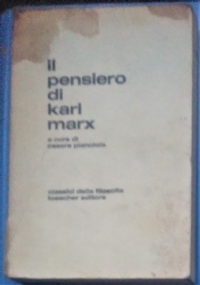 il
pensiero
di
karl
marx
a cura di
cesare pianciola
classici della filosofia
loescher editore